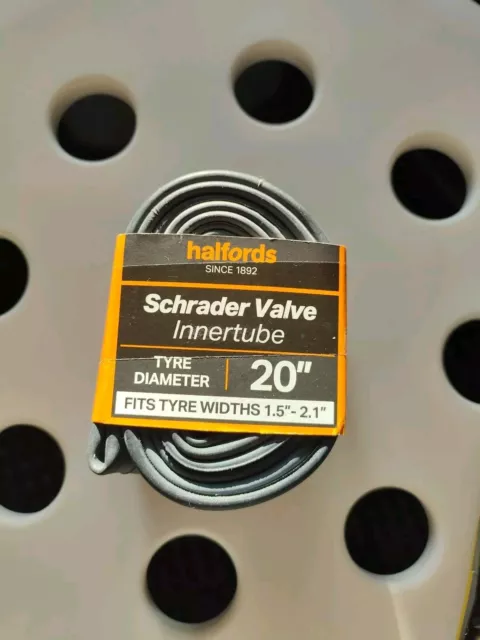 halfords
SINCE 1892
Schrader Valve
Innertube
TYRE
DIAMETER
20"
FITS TYRE WIDTHS 1.5"- 2.1"